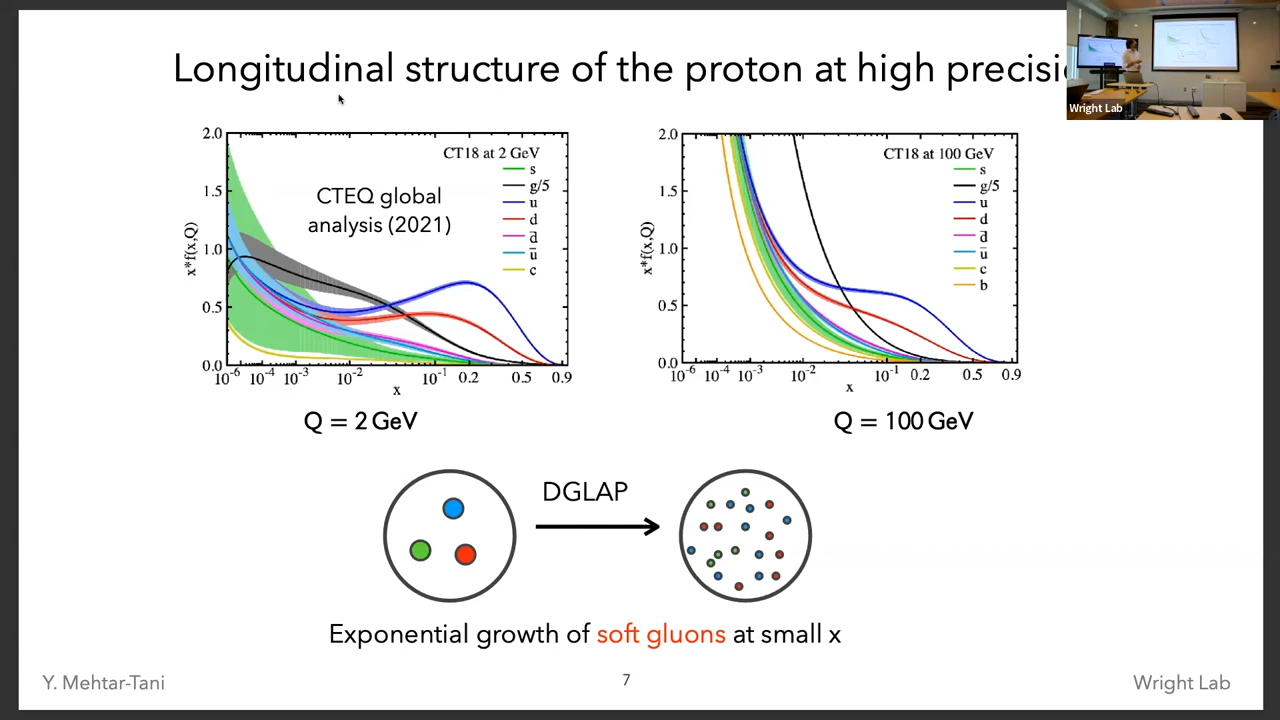 Longitudinal structure of the proton at high precisi
Wright Lab
2.0
1.5
1.0
0.5
0.0
x*f(x,Q)
CT18 at 2 GeV
s
g/5
u
d
d̅
u̅
c
CTEQ global
analysis (2021)
10⁻⁶ 10⁻⁴ 10⁻³ 10⁻² 10⁻¹ 0.2 0.5 0.9
x
Q = 2 GeV
2.0
1.5
1.0
0.5
0.0
x*f(x,Q)
CT18 at 100 GeV
s
g/5
u
d
d̅
u̅
c
b
10⁻⁶ 10⁻⁴ 10⁻³ 10⁻² 10⁻¹ 0.2 0.5 0.9
x
Q = 100 GeV
DGLAP
Exponential growth of soft gluons at small x
Y. Mehtar-Tani
7
Wright Lab